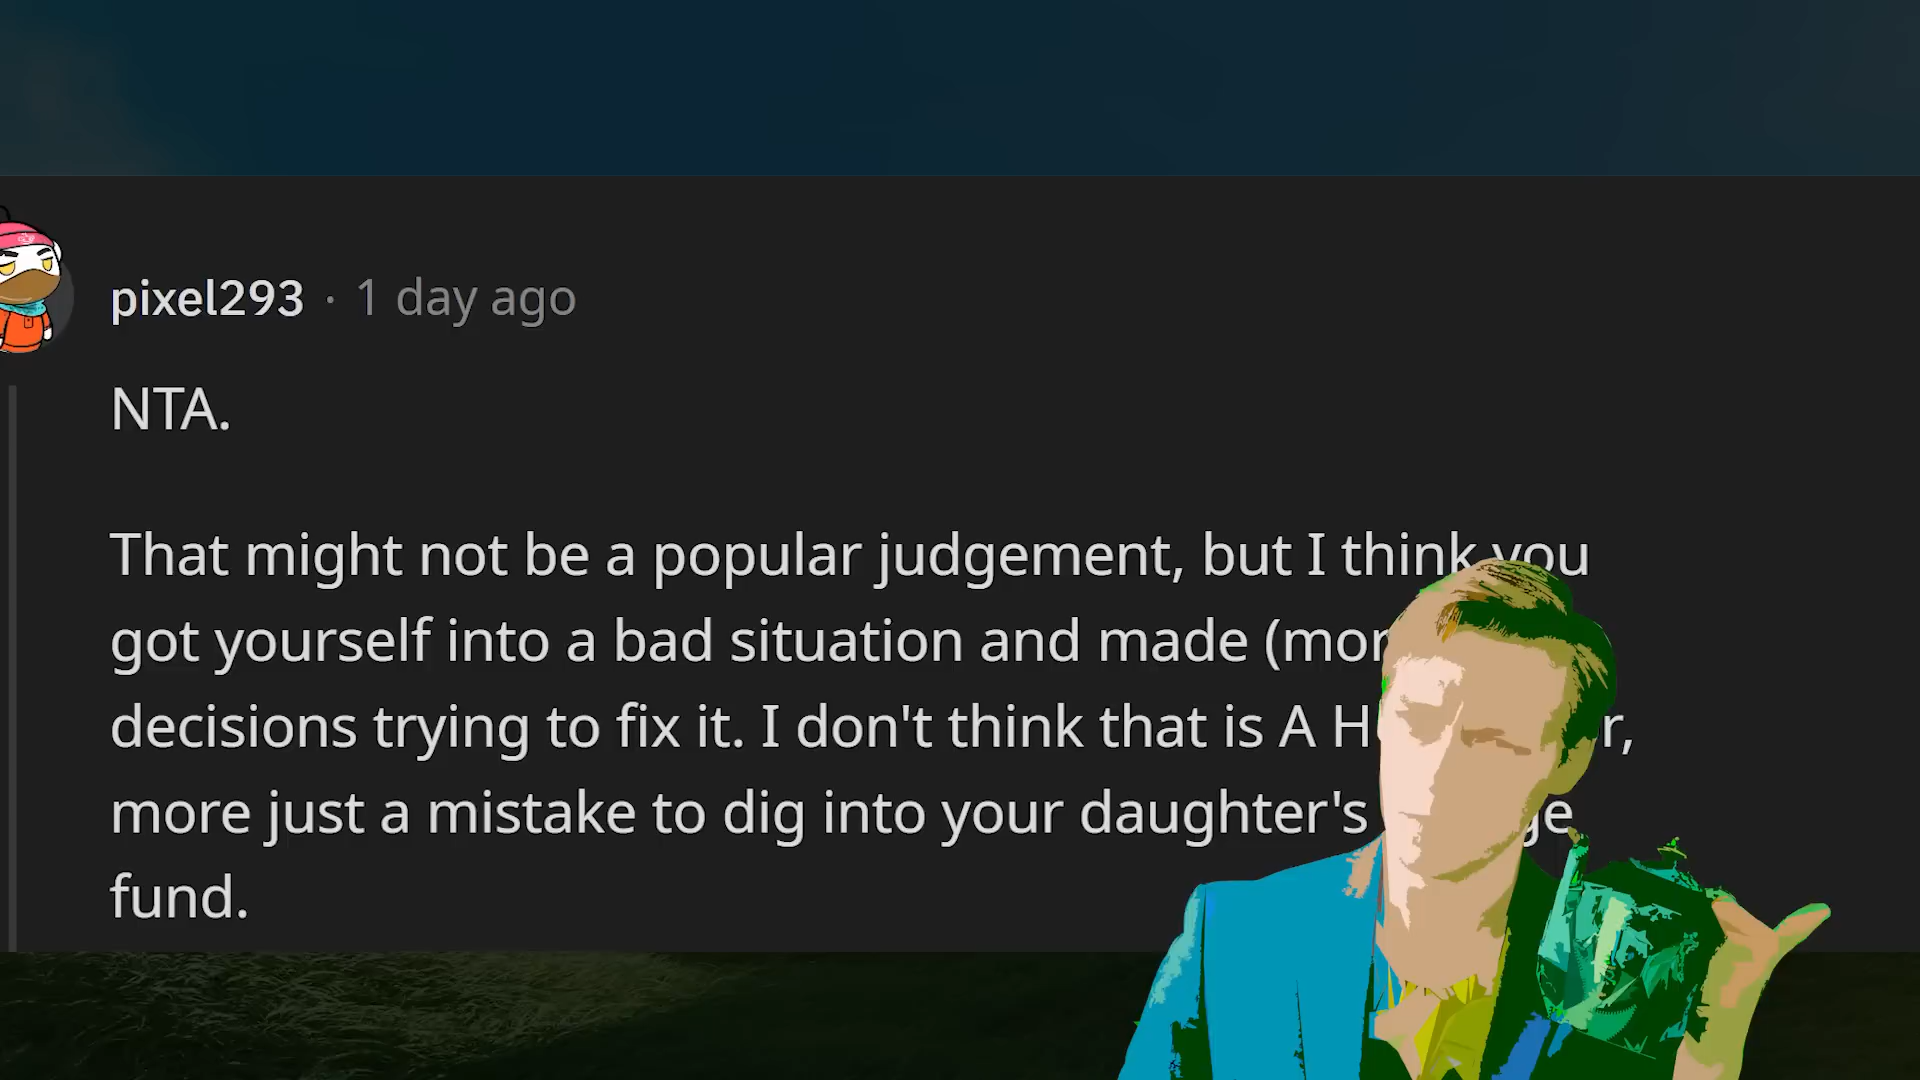 pixel293 · 1 day ago
NTA.
That might not be a popular judgement, but I think you
got yourself into a bad situation and made
decisions trying to fix it. I don't think that is A
more just a mistake to dig into your daughter's
fund.